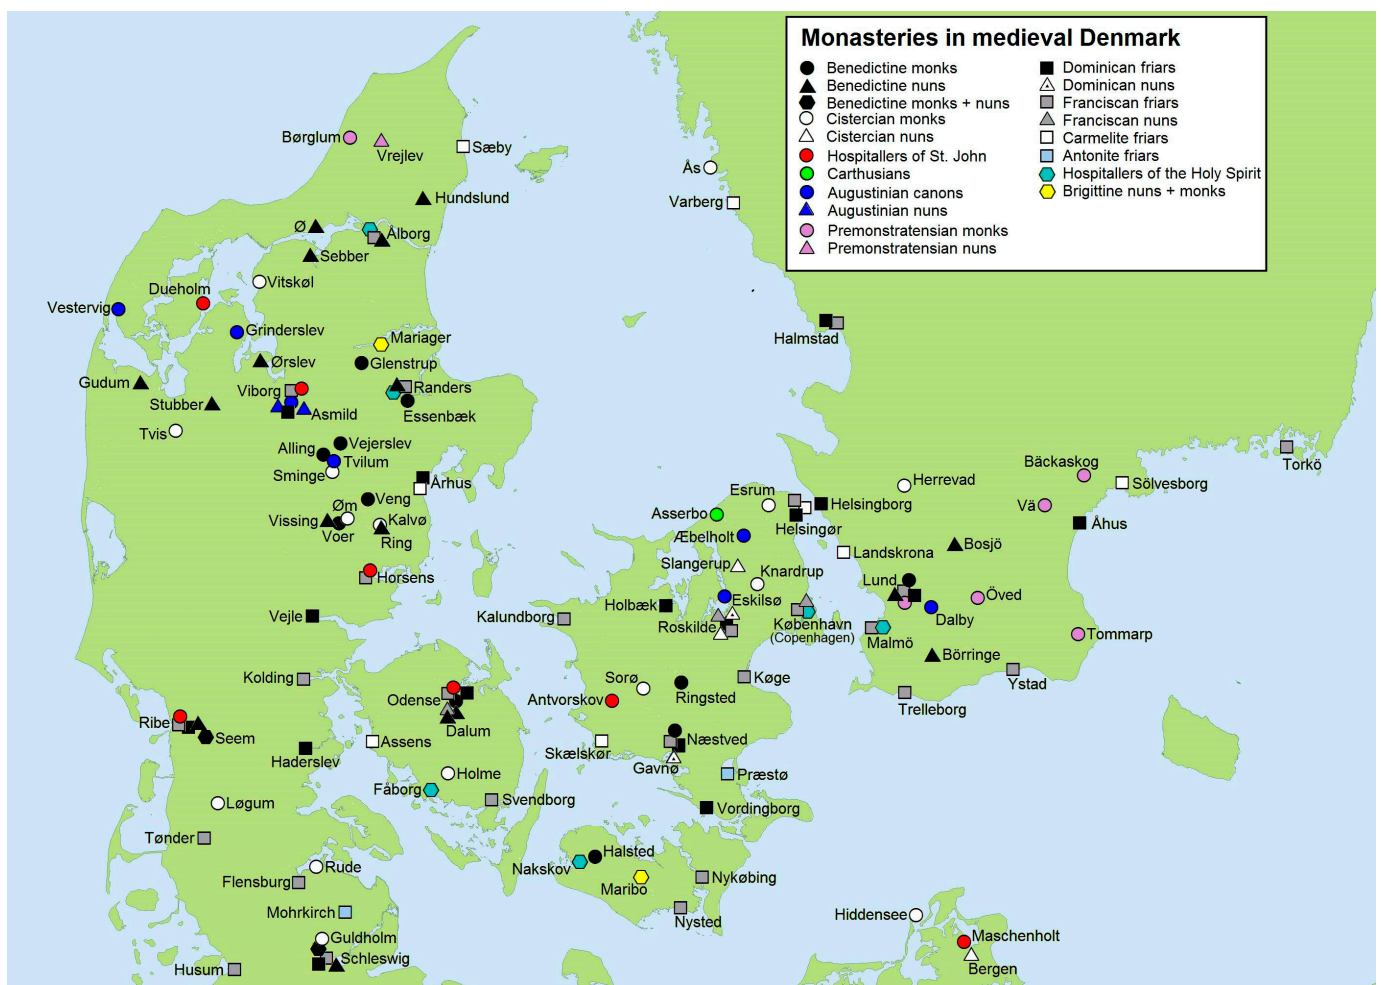 Monasteries in medieval Denmark
Benedictine monks
Benedictine nuns
Benedictine monks + nuns
Cistercian monks
Cistercian nuns
Hospitallers of St. John
Carthusians
Augustinian canons
Augustinian nuns
Premonstratensian monks
Premonstratensian nuns
Dominican friars
Dominican nuns
Franciscan friars
Franciscan nuns
Carmelite friars
Antonite friars
Hospitallers of the Holy Spirit
Brigittine nuns + monks
Børglum
Vrejlev
Sæby
Ås
Varberg
Hundslund
Ø
Ålborg
Sebber
Vitskøl
Dueholm
Vestervig
Grinderslev
Mariager
Halmstad
Ørslev
Glenstrup
Gudum
Viborg
Randers
Stubber
Asmild
Essenbæk
Tvis
Vejerslev
Alling
Tvilum
Sminge
Århus
Torkö
Bäckaskog
Sölvesborg
Herrevad
Esrum
Veng
Øm
Vissing
Voer
Kalvø
Ring
Asserbo
Helsingborg
Helsingør
Vä
Åhus
Æbelholt
Landskrona
Bosjö
Slangerup
Knardrup
Horsens
Lund
Öved
Eskilsø
Holbæk
Vejle
Kalundborg
Roskilde
København
(Copenhagen)
Dalby
Malmö
Tommarp
Börringe
Kolding
Sorø
Køge
Ystad
Odense
Antvorskov
Ringsted
Trelleborg
Ribe
Seem
Dalum
Assens
Haderslev
Skælskør
Næstved
Gavnø
Holme
Præstø
Fåborg
Svendborg
Løgum
Vordingborg
Tønder
Halsted
Nakskov
Rude
Maribo
Nykøbing
Flensburg
Mohrkirch
Nysted
Hiddensee
Guldholm
Maschenholt
Schleswig
Husum
Bergen